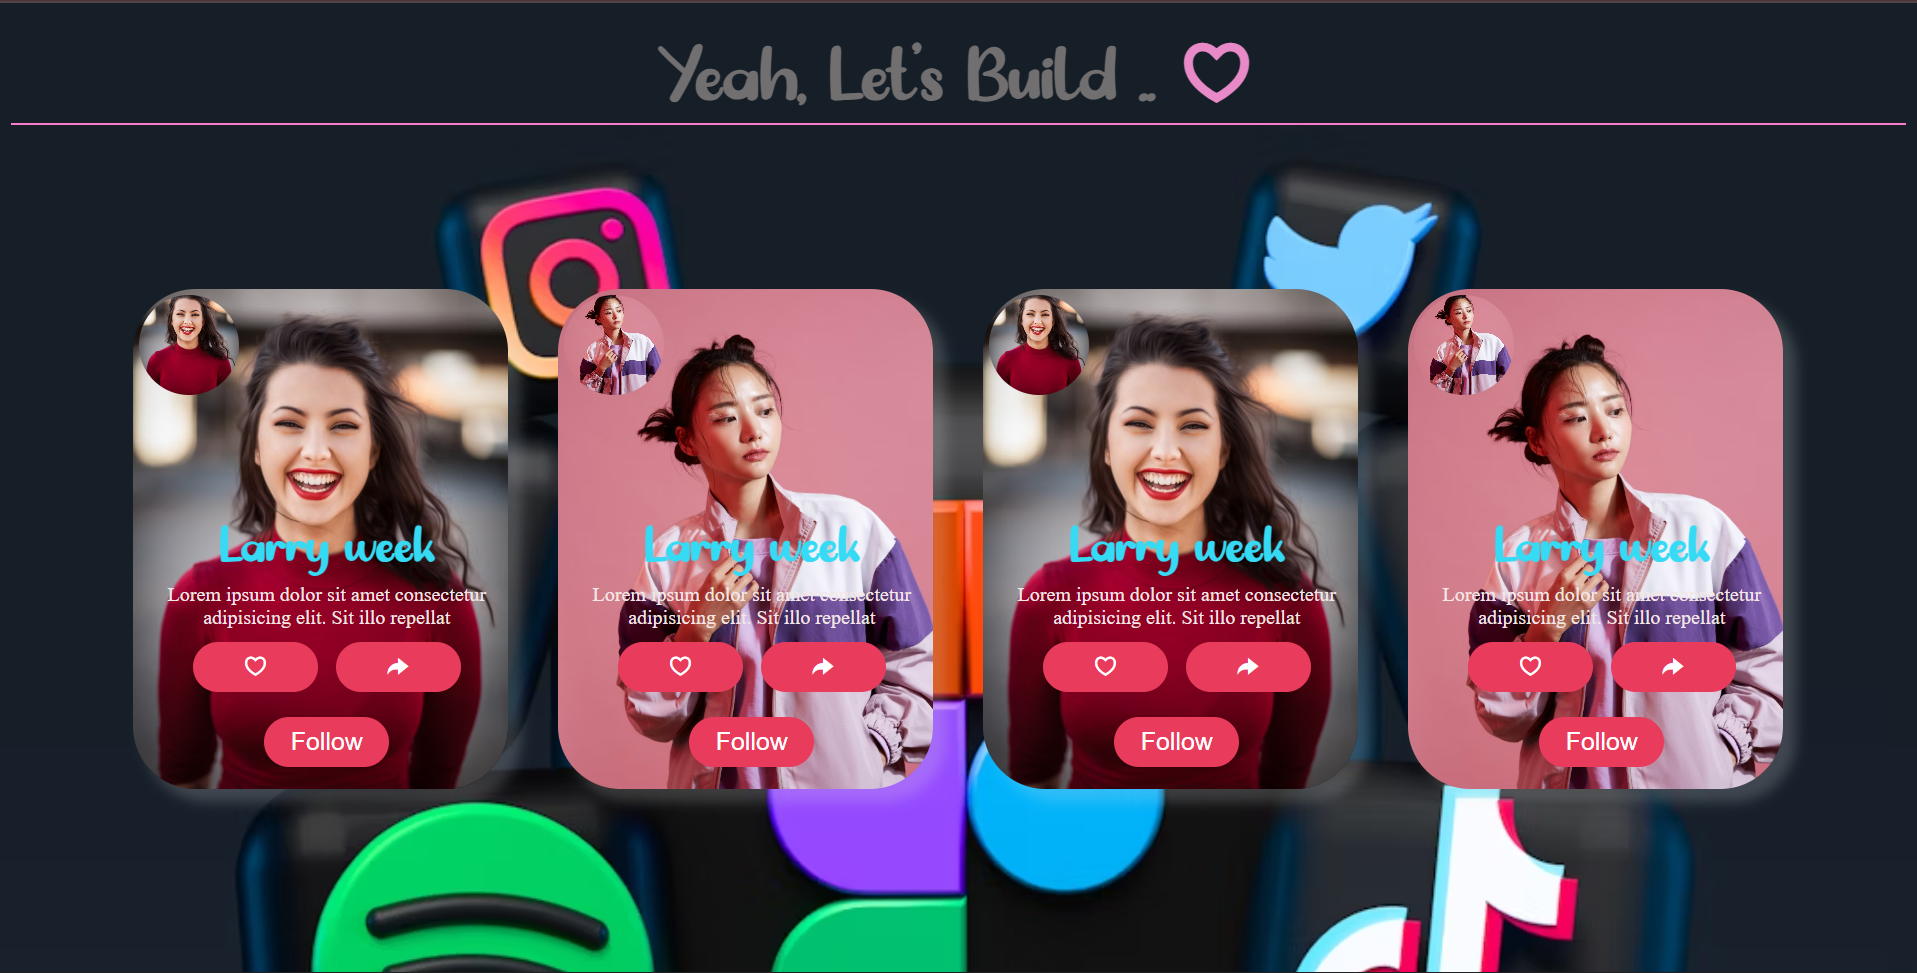 Yeah, Let's Build ..
Larry week
Lorem ipsum dolor sit amet consectetur
adipisicing elit. Sit illo repellat
Follow
Larry week
Lorem ipsum dolor sit amet consectetur
adipisicing elit. Sit illo repellat
Follow
Larry week
Lorem ipsum dolor sit amet consectetur
adipisicing elit. Sit illo repellat
Follow
Larry week
Lorem ipsum dolor sit amet consectetur
adipisicing elit. Sit illo repellat
Follow